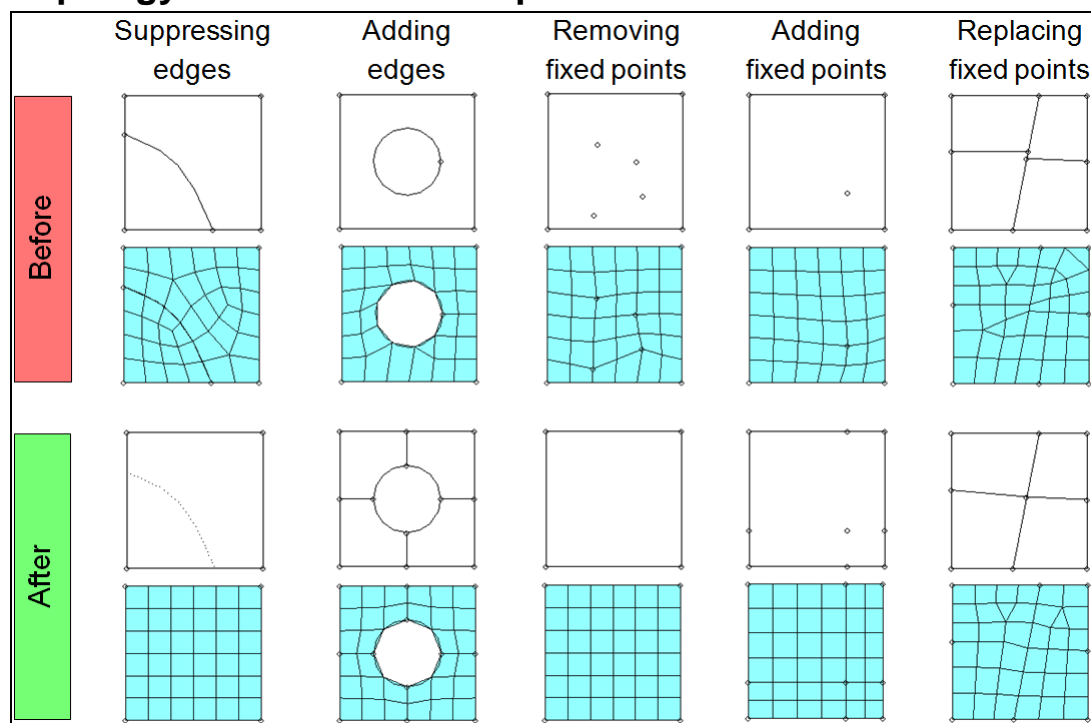 Suppressing
edges
Adding
edges
Removing
fixed points
Adding
fixed points
Replacing
fixed points
Before
After